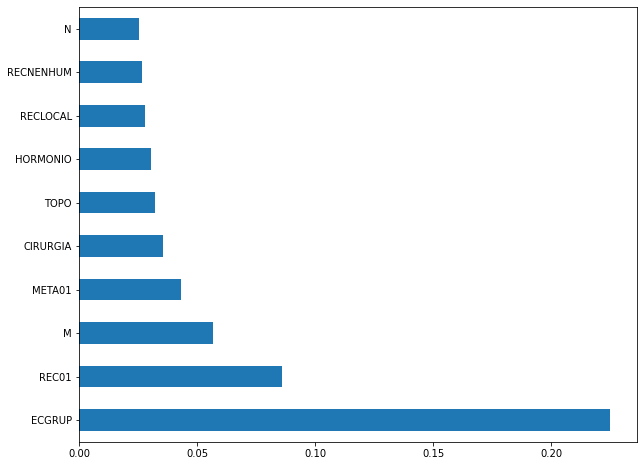 N
RECNENHUM
RECLOCAL
HORMONIO
TOPO
CIRURGIA
META01
M
REC01
ECGRUP
0.00 0.05 0.10 0.15 0.20